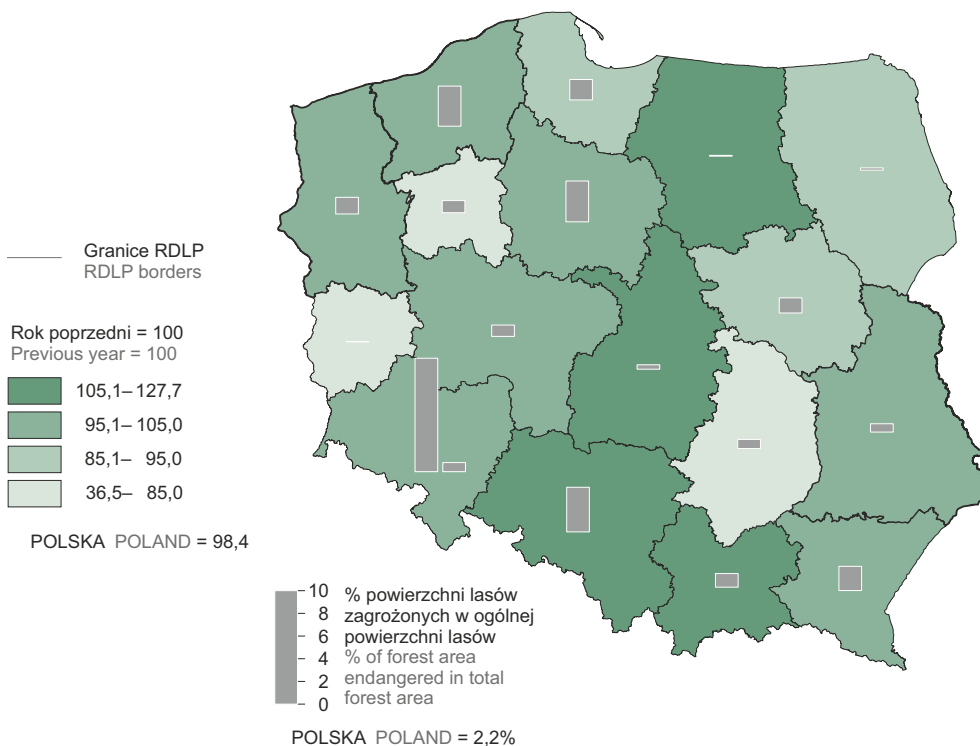 Granice RDLP
RDLP borders
Rok poprzedni = 100
Previous year = 100
105,1– 127,7
95,1– 105,0
85,1– 95,0
36,5– 85,0
POLSKA POLAND = 98,4
10
8
6
4
2
0
% powierzchni lasów
zagrożonych w ogólnej
powierzchni lasów
% of forest area
endangered in total
forest area
POLSKA POLAND = 2,2%